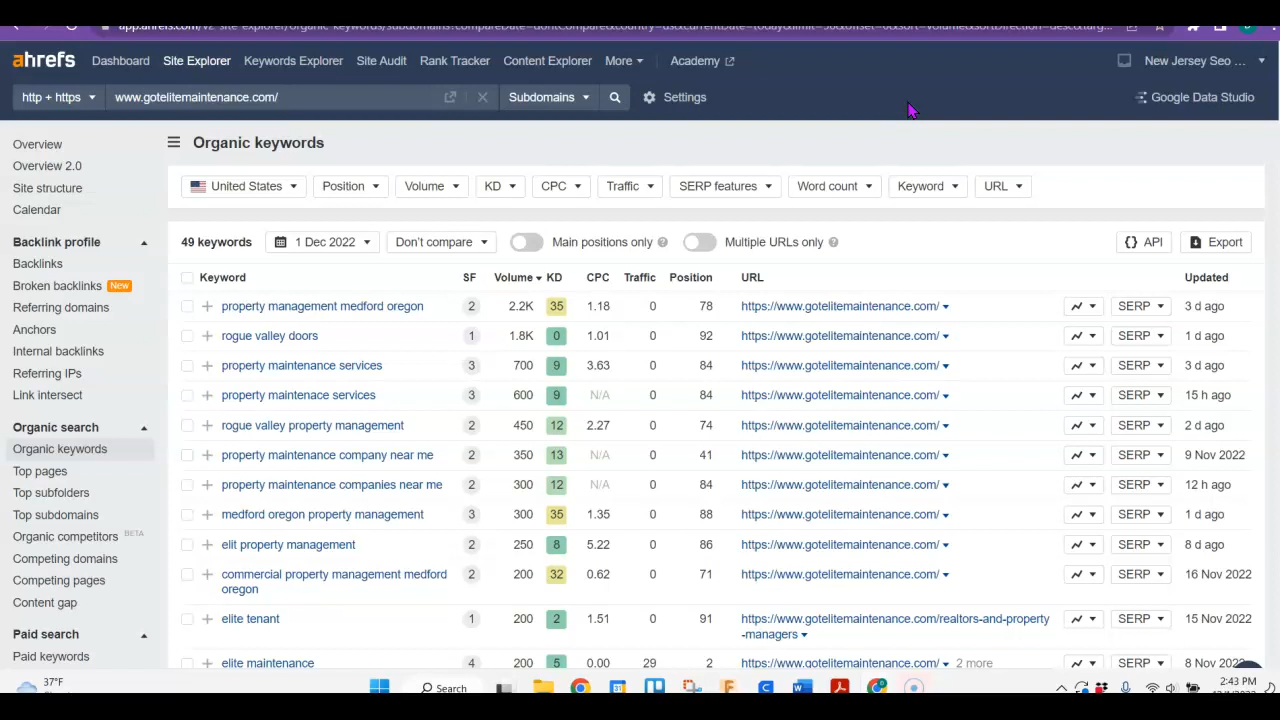 ahrefs Dashboard Site Explorer Keywords Explorer Site Audit Rank Tracker Content Explorer More Academy New Jersey Seo ...
http + https www.gotelitemaintenance.com/ Subdomains Settings Google Data Studio
Overview
Overview 2.0
Site structure
Calendar
Backlink profile
Backlinks
Broken backlinks New
Referring domains
Anchors
Internal backlinks
Referring IPs
Link intersect
Organic search
Organic keywords
Top pages
Top subfolders
Top subdomains
Organic competitors BETA
Competing domains
Competing pages
Content gap
Paid search
Paid keywords
Organic keywords
United States Position Volume KD CPC Traffic SERP features Word count Keyword URL
49 keywords 1 Dec 2022 Don't compare Main positions only ? Multiple URLs only ? {} API Export
Keyword SF Volume KD CPC Traffic Position URL Updated
property management medford oregon 2 2.2K 35 1.18 0 78 https://www.gotelitemaintenance.com/ SERP 3 d ago
rogue valley doors 1 1.8K 0 1.01 0 92 https://www.gotelitemaintenance.com/ SERP 1 d ago
property maintenance services 3 700 9 3.63 0 84 https://www.gotelitemaintenance.com/ SERP 3 d ago
property maintenace services 3 600 9 N/A 0 84 https://www.gotelitemaintenance.com/ SERP 15 h ago
rogue valley property management 2 450 12 2.27 0 74 https://www.gotelitemaintenance.com/ SERP 2 d ago
property maintenance company near me 2 350 13 N/A 0 41 https://www.gotelitemaintenance.com/ SERP 9 Nov 2022
property maintenance companies near me 2 300 12 N/A 0 84 https://www.gotelitemaintenance.com/ SERP 12 h ago
medford oregon property management 3 300 35 1.35 0 88 https://www.gotelitemaintenance.com/ SERP 1 d ago
elit property management 2 250 8 5.22 0 86 https://www.gotelitemaintenance.com/ SERP 8 d ago
commercial property management medford 2 200 32 0.62 0 71 https://www.gotelitemaintenance.com/ SERP 16 Nov 2022
oregon
elite tenant 1 200 2 1.51 0 91 https://www.gotelitemaintenance.com/realtors-and-property SERP 15 Nov 2022
-managers
elite maintenance 4 200 5 0.00 29 2 https://www.gotelitemaintenance.com/ 2 more SERP 8 Nov 2022
37°F
Search
2:43 PM